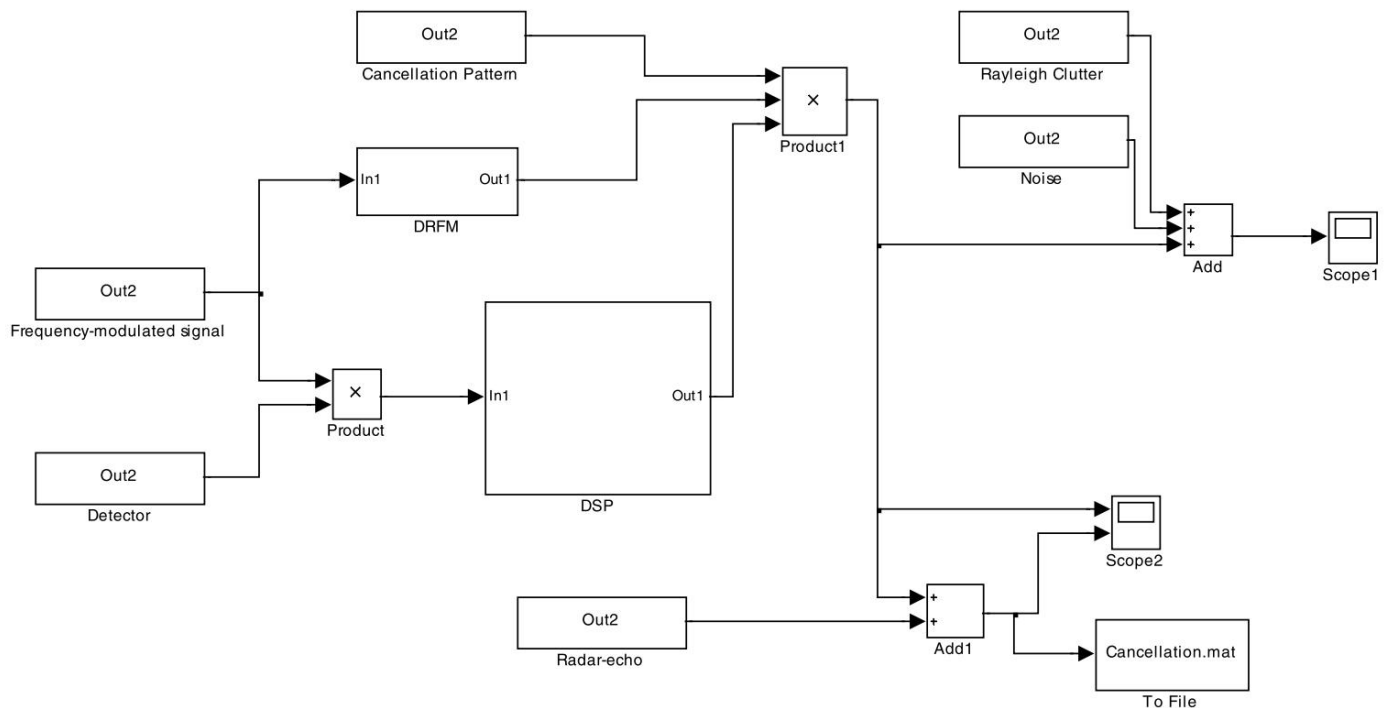 Out2
Cancellation Pattern
Out2
Rayleigh Clutter
×
Product1
Out2
Noise
In1
Out1
DRFM
+
+
+
Add
Scope1
Out2
Frequency-modulated signal
×
Product
In1
Out1
DSP
Out2
Detector
Scope2
Out2
Radar-echo
+
+
Add1
Cancellation.mat
To File